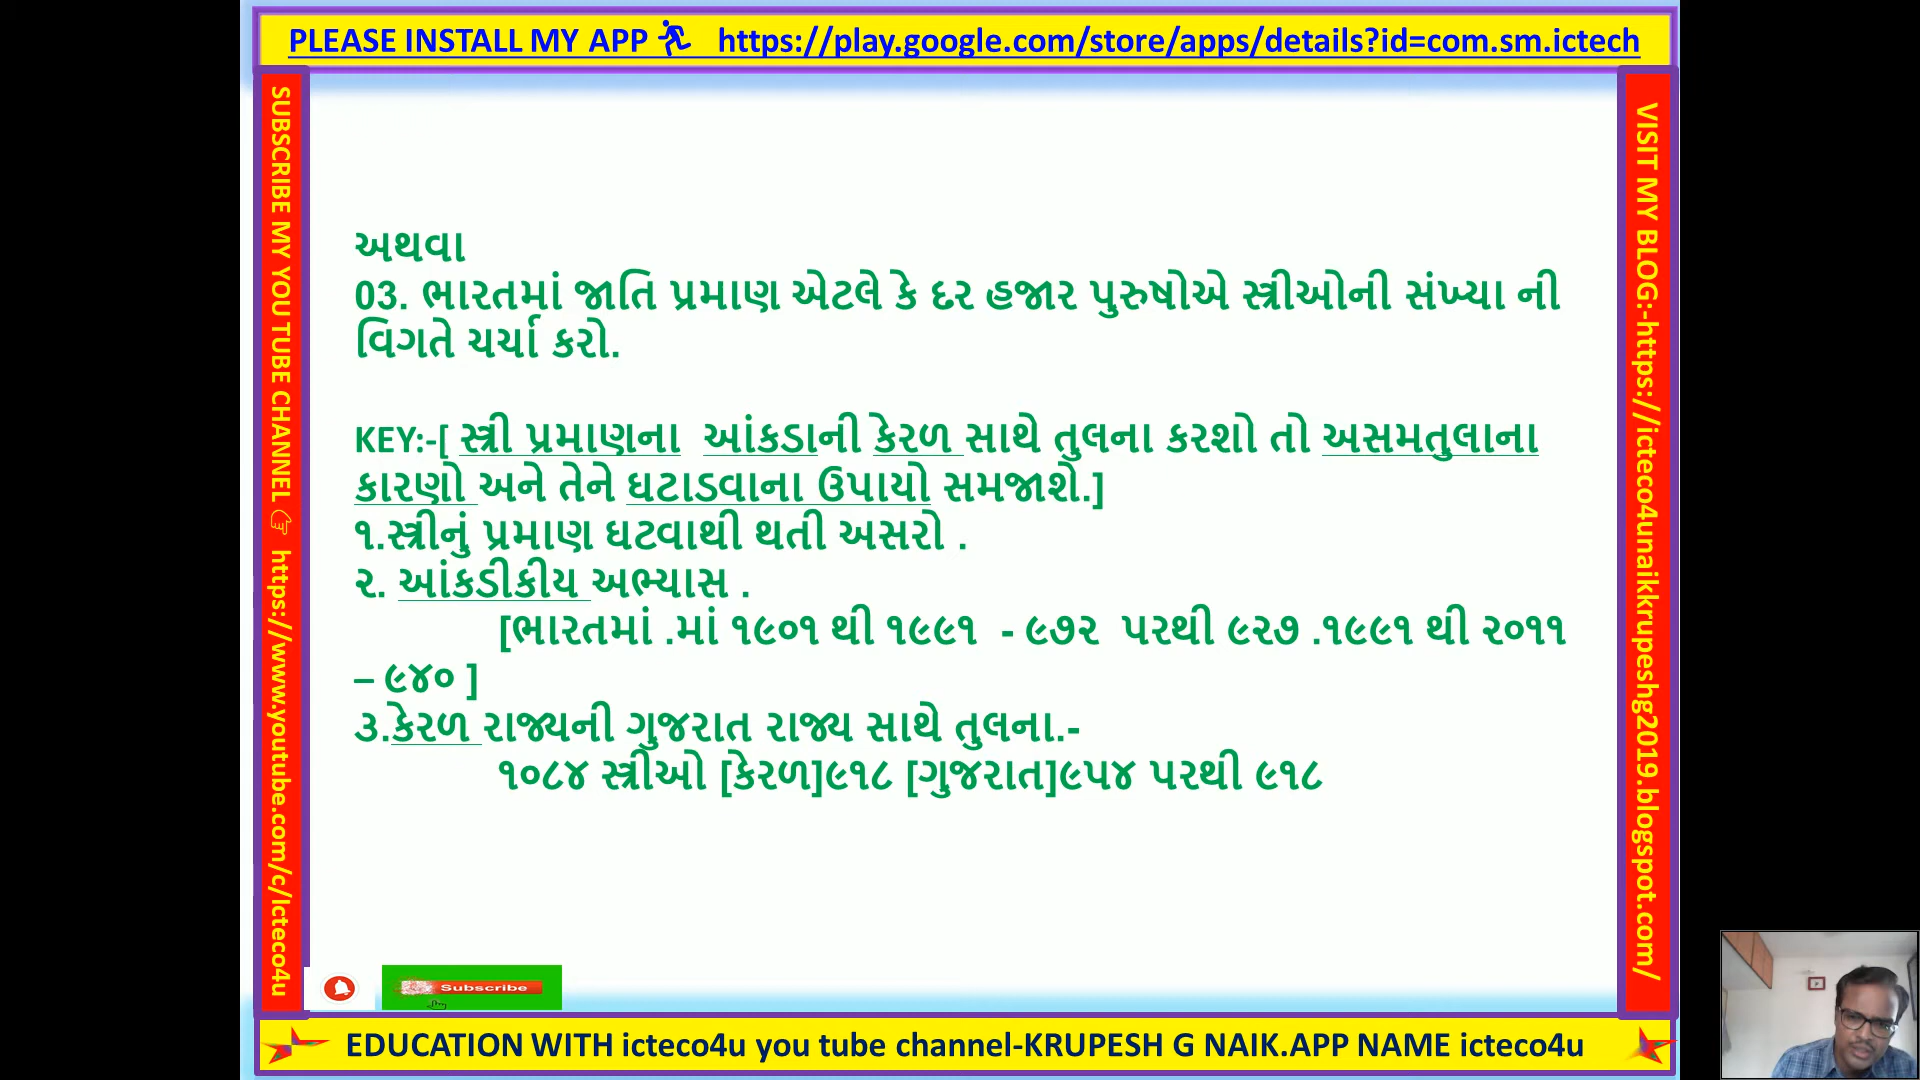 PLEASE INSTALL MY APP https://play.google.com/store/apps/details?id=com.sm.ictech
SUBSCRIBE MY YOU TUBE CHANNEL https://www.youtube.com/c/Icteco4u
અથવા
03. ભારતમાં જાતિ પ્રમાણ એટલે કે દર હજાર પુરુષોએ સ્ત્રીઓની સંખ્યા ની
વિગતે ચર્ચા કરો.
KEY:-[ સ્ત્રી પ્રમાણના આંકડાની કેરળ સાથે તુલના કરશો તો અસમતુલાના
કારણો અને તેને ઘટાડવાના ઉપાયો સમજાશે.]
૧.સ્ત્રીનું પ્રમાણ ઘટવાથી થતી અસરો .
૨. આંકડીકીય અભ્યાસ .
[ભારતમાં .માં ૧૯૦૧ થી ૧૯૯૧ - ૯૭૨ પરથી ૯૨૭ .૧૯૯૧ થી ૨૦૧૧
– ૯૪૦ ]
૩.કેરળ રાજ્યની ગુજરાત રાજ્ય સાથે તુલના.-
૧૦૮૪ સ્ત્રીઓ [કેરળ]૯૧૮ [ગુજરાત]૯૫૪ પરથી ૯૧૮
Subscribe
VISIT MY BLOG:-https://icteco4unaikkrupeshg2019.blogspot.com/
EDUCATION WITH icteco4u you tube channel-KRUPESH G NAIK.APP NAME icteco4u